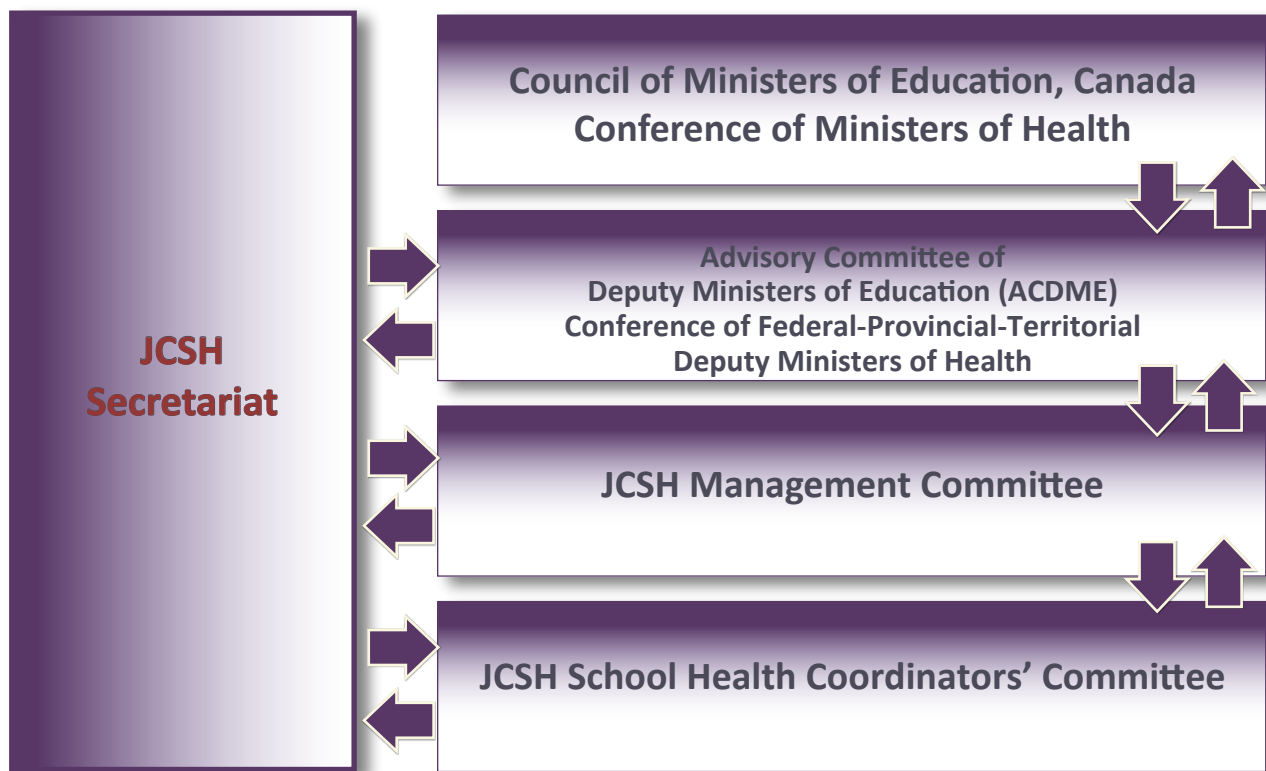 JCSH
Secretariat
Council of Ministers of Education, Canada
Conference of Ministers of Health
Advisory Committee of
Deputy Ministers of Education (ACDME)
Conference of Federal-Provincial-Territorial
Deputy Ministers of Health
JCSH Management Committee
JCSH School Health Coordinators’ Committee